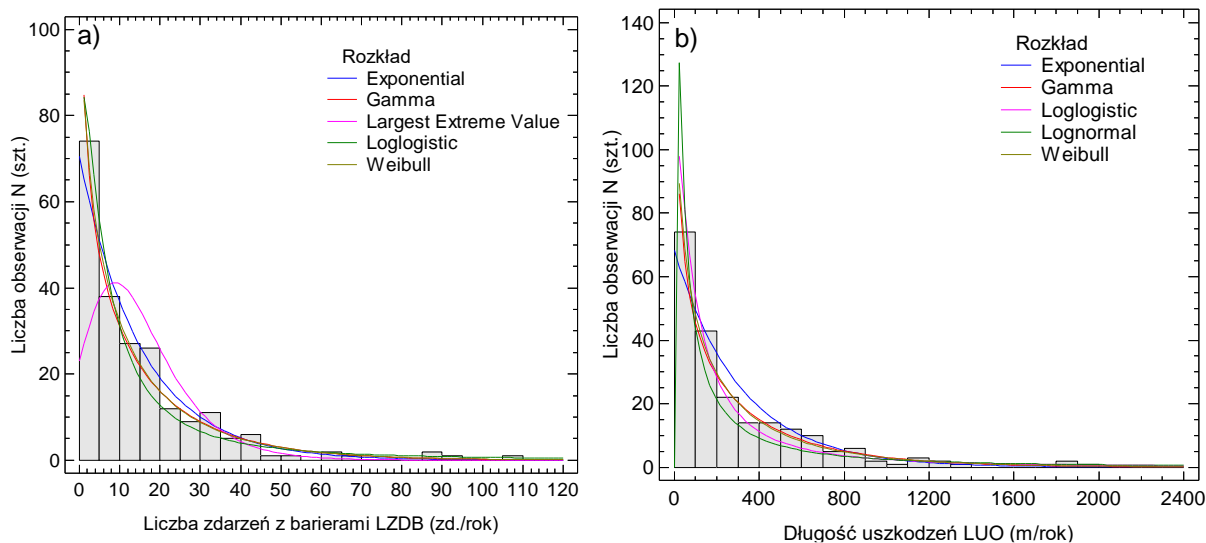 a)
Rozkład
Exponential
Gamma
Largest Extreme Value
Loglogistic
Weibull
Liczba obserwacji N (szt.)
100
80
60
40
20
0
0 10 20 30 40 50 60 70 80 90 100 110 120
Liczba zdarzeń z barierami LZDB (zd./rok)
b)
Rozkład
Exponential
Gamma
Loglogistic
Lognormal
Weibull
Liczba obserwacji N (szt.)
140
120
100
80
60
40
20
0
0 400 800 1200 1600 2000 2400
Długość uszkodzeń LUO (m/rok)